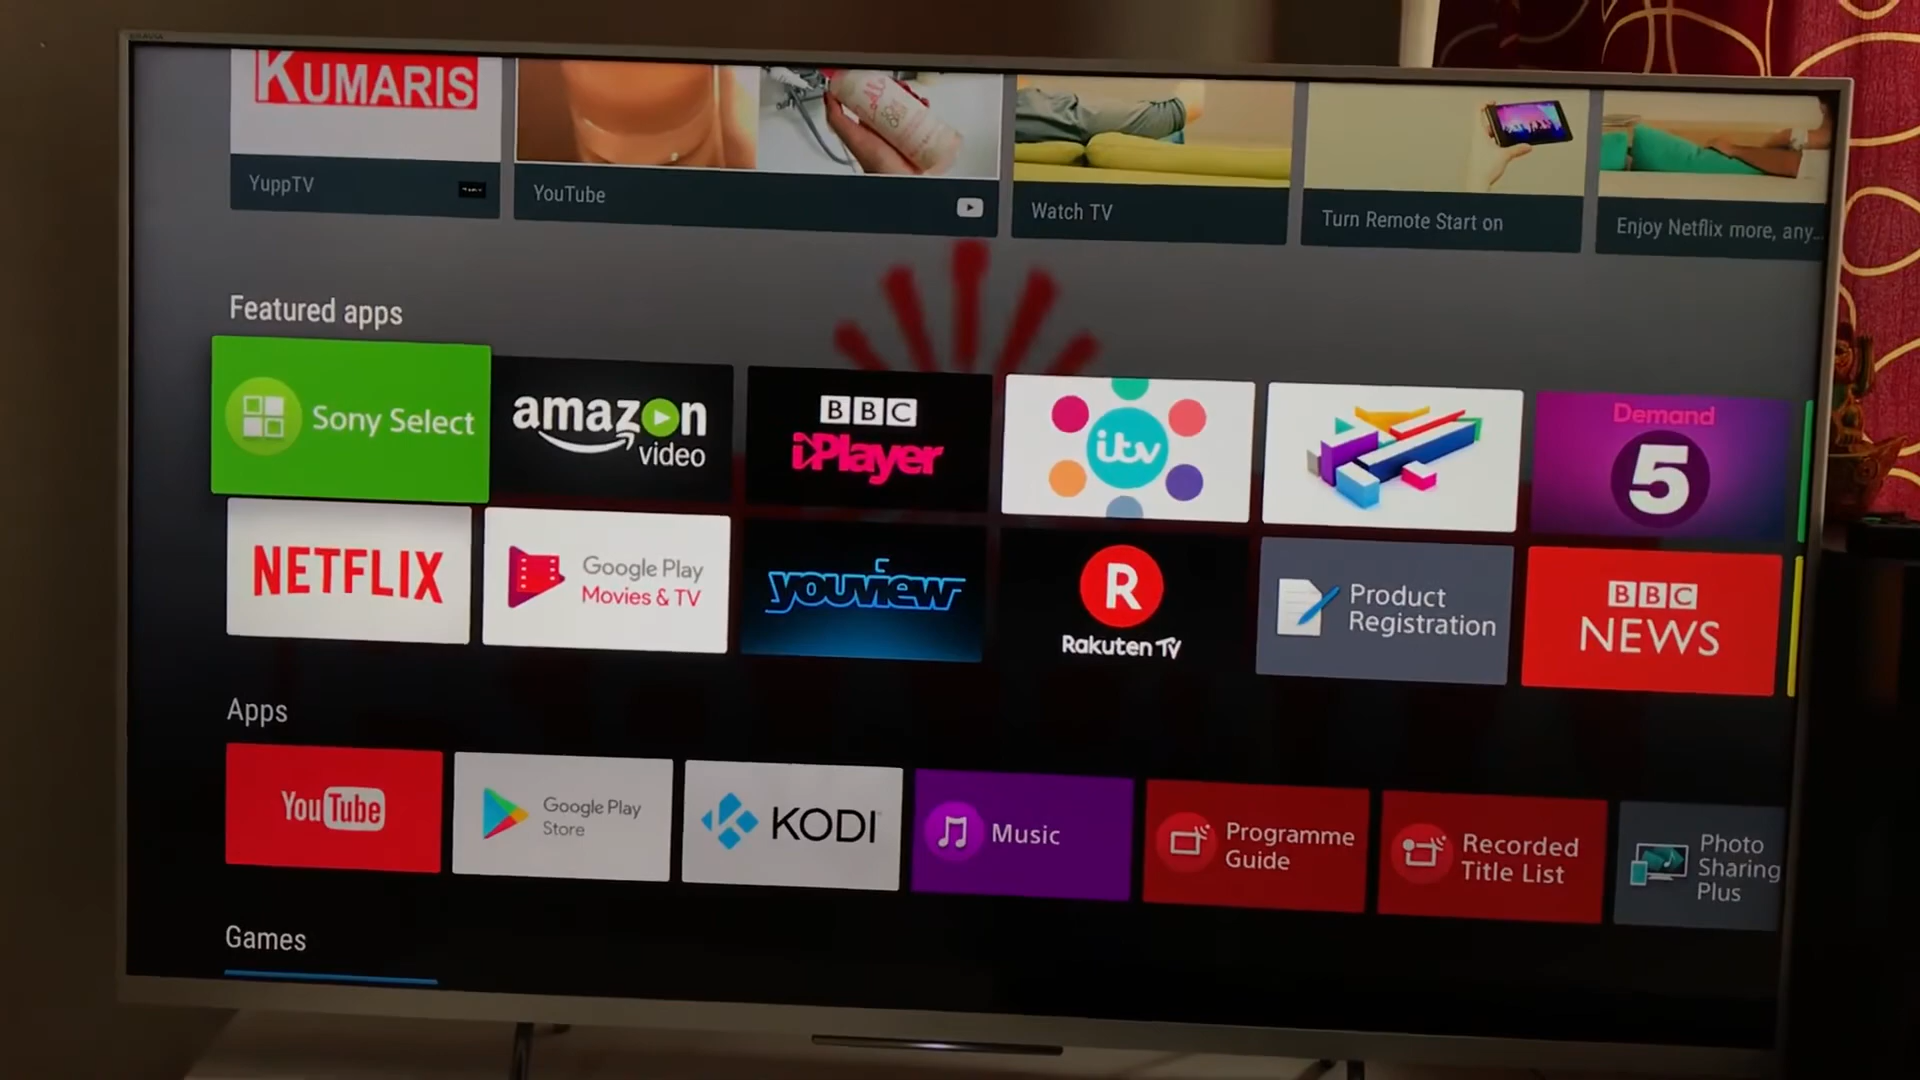 KUMARIS
YuppTV
YouTube
Watch TV
Turn Remote Start on
Enjoy Netflix more, any...
Featured apps
Sony Select
amazon
video
BBC
iPlayer
itv
Demand
5
NETFLIX
Google Play
Movies & TV
youview
R
Rakuten TV
Product
Registration
BBC
NEWS
Apps
YouTube
Google Play
Store
KODI
Music
Programme
Guide
Recorded
Title List
Photo
Sharing
Plus
Games